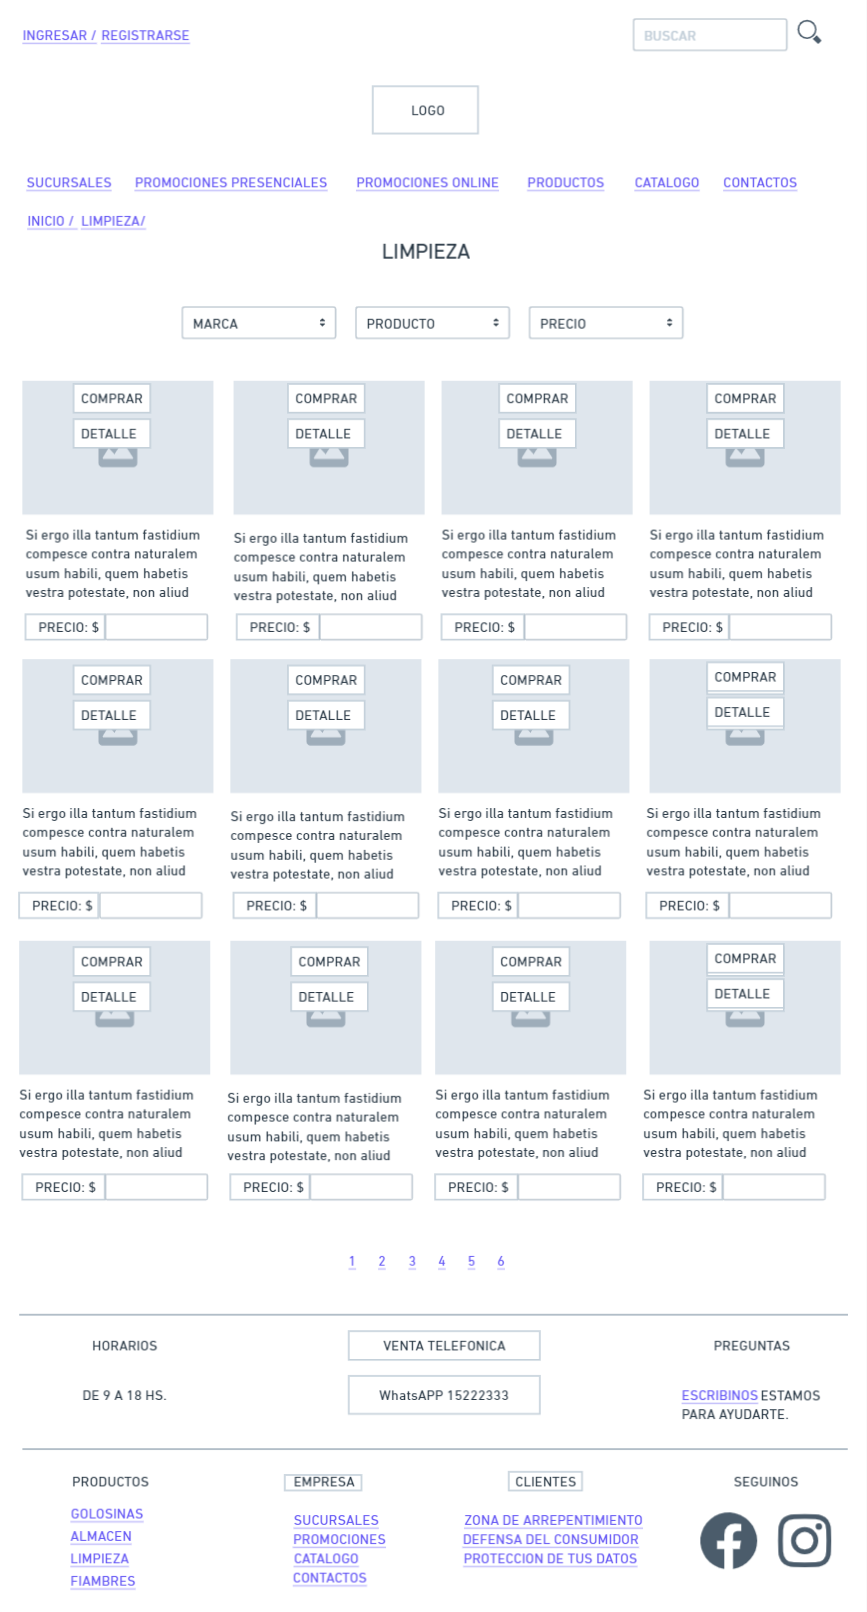 INGRESAR / REGISTRARSE
BUSCAR
LOGO
SUCURSALES PROMOCIONES PRESENCIALES PROMOCIONES ONLINE PRODUCTOS CATALOGO CONTACTOS
INICIO / LIMPIEZA/
LIMPIEZA
MARCA PRODUCTO PRECIO
COMPRAR
DETALLE
Si ergo illa tantum fastidium
compesce contra naturalem
usum habili, quem habetis
vestra potestate, non aliud
PRECIO: $
COMPRAR
DETALLE
Si ergo illa tantum fastidium
compesce contra naturalem
usum habili, quem habetis
vestra potestate, non aliud
PRECIO: $
COMPRAR
DETALLE
Si ergo illa tantum fastidium
compesce contra naturalem
usum habili, quem habetis
vestra potestate, non aliud
PRECIO: $
COMPRAR
DETALLE
Si ergo illa tantum fastidium
compesce contra naturalem
usum habili, quem habetis
vestra potestate, non aliud
PRECIO: $
COMPRAR
DETALLE
Si ergo illa tantum fastidium
compesce contra naturalem
usum habili, quem habetis
vestra potestate, non aliud
PRECIO: $
COMPRAR
DETALLE
Si ergo illa tantum fastidium
compesce contra naturalem
usum habili, quem habetis
vestra potestate, non aliud
PRECIO: $
COMPRAR
DETALLE
Si ergo illa tantum fastidium
compesce contra naturalem
usum habili, quem habetis
vestra potestate, non aliud
PRECIO: $
COMPRAR
DETALLE
Si ergo illa tantum fastidium
compesce contra naturalem
usum habili, quem habetis
vestra potestate, non aliud
PRECIO: $
COMPRAR
DETALLE
Si ergo illa tantum fastidium
compesce contra naturalem
usum habili, quem habetis
vestra potestate, non aliud
PRECIO: $
COMPRAR
DETALLE
Si ergo illa tantum fastidium
compesce contra naturalem
usum habili, quem habetis
vestra potestate, non aliud
PRECIO: $
COMPRAR
DETALLE
Si ergo illa tantum fastidium
compesce contra naturalem
usum habili, quem habetis
vestra potestate, non aliud
PRECIO: $
COMPRAR
DETALLE
Si ergo illa tantum fastidium
compesce contra naturalem
usum habili, quem habetis
vestra potestate, non aliud
PRECIO: $
1 2 3 4 5 6
HORARIOS
DE 9 A 18 HS.
VENTA TELEFONICA
WhatsAPP 15222333
PREGUNTAS
ESCRIBINOS ESTAMOS
PARA AYUDARTE.
PRODUCTOS
GOLOSINAS
ALMACEN
LIMPIEZA
FIAMBRES
EMPRESA
SUCURSALES
PROMOCIONES
CATALOGO
CONTACTOS
CLIENTES
ZONA DE ARREPENTIMIENTO
DEFENSA DEL CONSUMIDOR
PROTECCION DE TUS DATOS
SEGUINOS